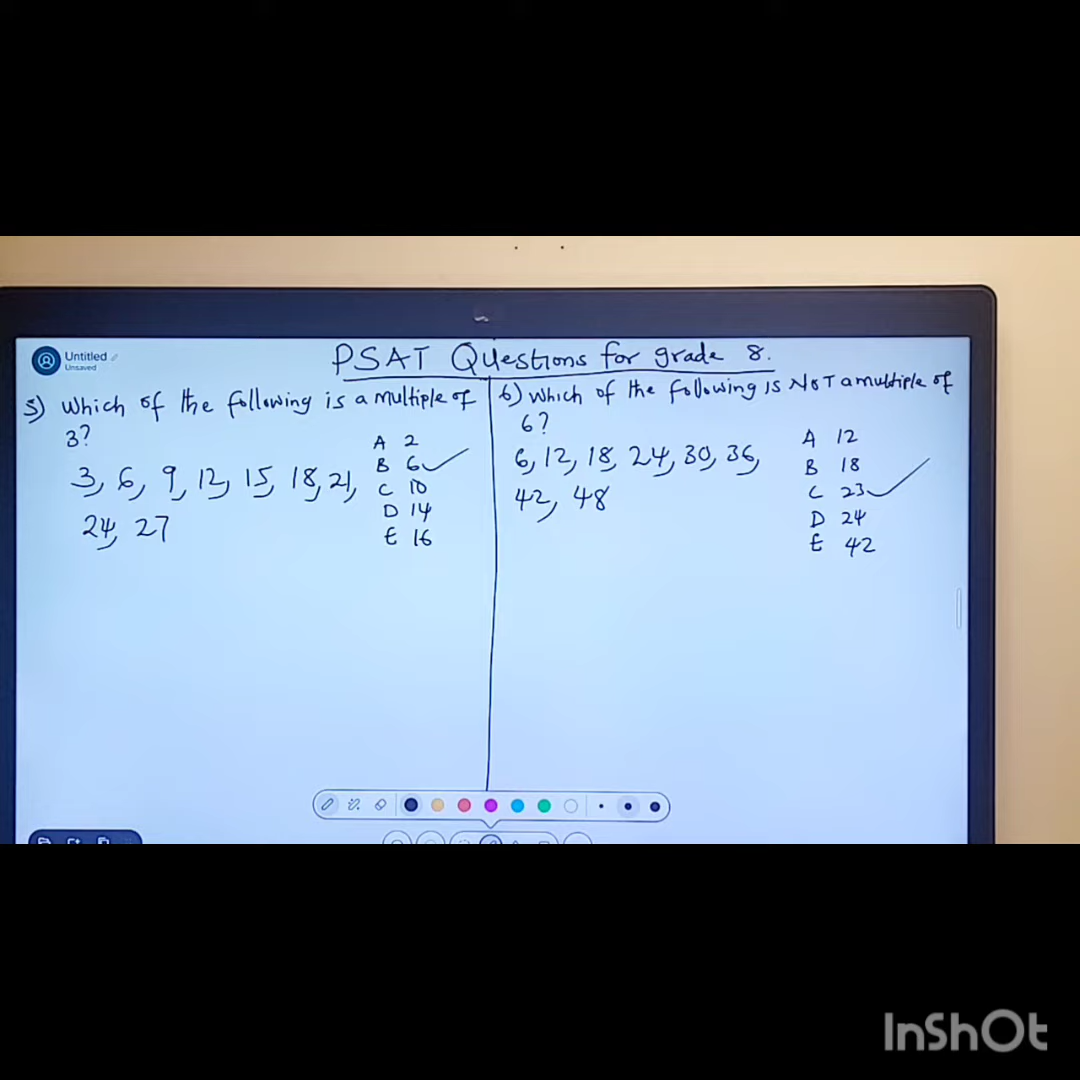 Untitled
Unsaved
PSAT Questions for grade 8.
5) Which of the following is a multiple of
3?
A 2
B 6
C 10
D 14
E 16
3, 6, 9, 12, 15, 18, 21,
24, 27
6) Which of the following is NOT a multiple of
6?
A 12
B 18
C 23
D 24
E 42
6, 12, 18, 24, 30, 36,
42, 48
InShOt